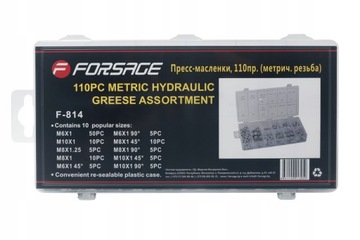 FORSAGE
Пресс-масленки, 110пр. (метрич. резьба)
110PC METRIC HYDRAULIC
GREESE ASSORTMENT
F-814
•Contains 10 popular sizes:
M6X1 50PC M6X1 90° 5PC
M10X1 10PC M8X1 45° 10PC
M8X1.25 5PC M8X1 90° 5PC
M8X1 10PC M10X1 45° 5PC
M6X1 45° 5PC M10X1 90° 5PC
Convenient re-sealable plastic case.